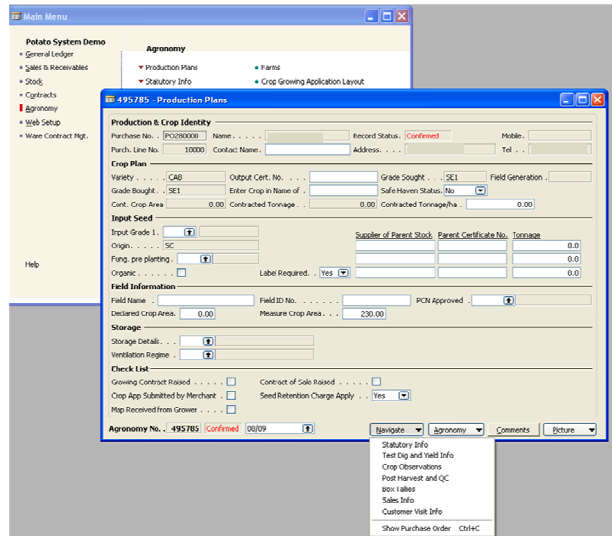 Main Menu
Potato System Demo
General Ledger
Sales & Receivables
Stock
Contracts
Agronomy
Web Setup
Ware Contract Mgt.
Help
Agronomy
Production Plans Farms
Statutory Info Crop Growing Application Layout
495785 - Production Plans
Production & Crop Identity
Purchase No. . PO280000 Name . . . . . Record Status. Confirmed Mobile.
Purch. Line No. 10000 Contact Name. Address. . . . Tel . .
Crop Plan
Variety . . . . . CAB Output Cert. No. . . . Grade Sought . . . SE1 Field Generation .
Grade Bought . . SE1 Enter Crop in Name of . Safe Haven Status. No
Cont. Crop Area 0.00 Contracted Tonnage . . 0.00 Contracted Tonnage/ha . 0.00
Input Seed
Input Grade 1 . Supplier of Parent Stock Parent Certificate No. Tonnage
Origin. . . . . SC 0.0
Fung. pre planting. 0.0
Organic . . . . . . Label Required. . Yes 0.0
Field Information
Field Name . Field ID No. . . . . . PCN Approved .
Declared Crop Area. 0.00 Measure Crop Area . . . 230.00
Storage
Storage Details. . .
Ventilation Regime .
Check List
Growing Contract Raised . . . . . Contract of Sale Raised . . . . .
Crop App Submitted by Merchant . Seed Retention Charge Apply . . Yes
Map Received from Grower . . . .
Agronomy No. . 495785 Confirmed 08/09 Navigate Agronomy Comments Picture
Statutory Info
Test Dig and Yield Info
Crop Observations
Post Harvest and QC
Box Tallies
Sales Info
Customer Visit Info
Show Purchase Order Ctrl+C